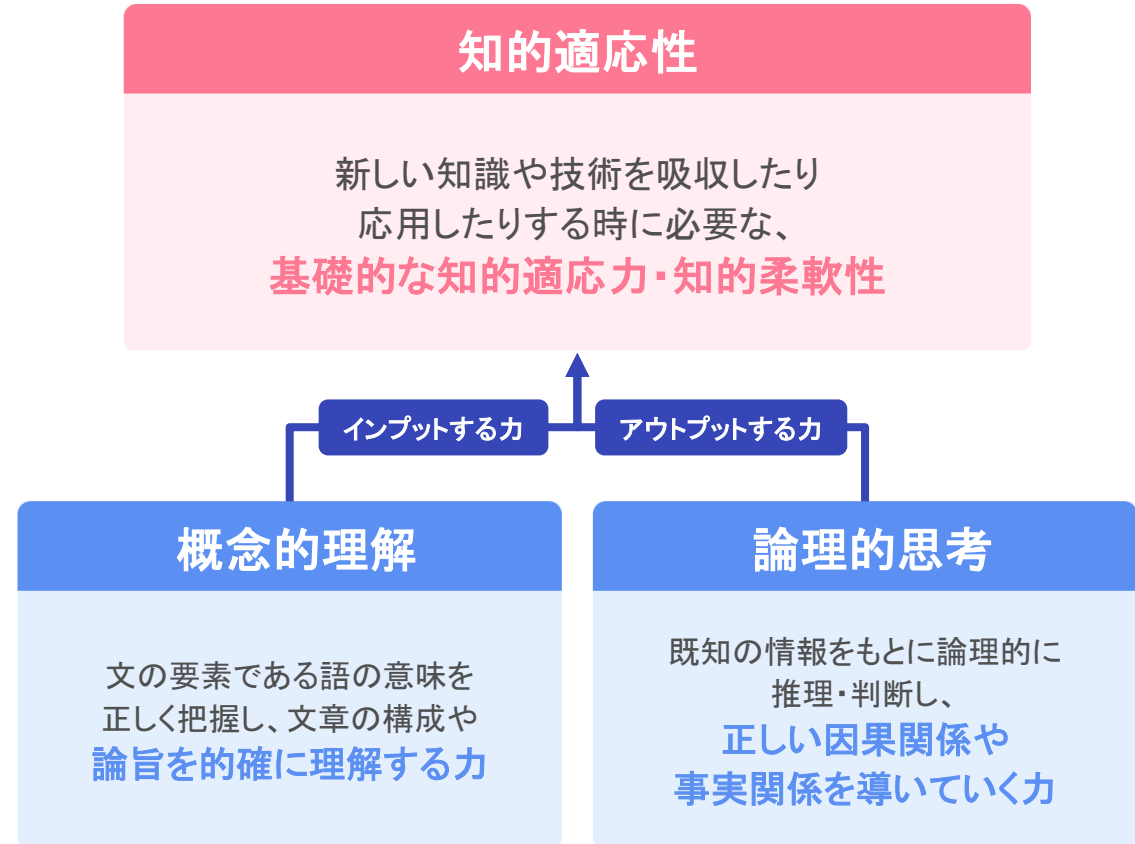 知的適応性
新しい知識や技術を吸収したり
応用したりする時に必要な、
基礎的な知的適応力・知的柔軟性
インプットする力
アウトプットする力
概念的理解
文の要素である語の意味を
正しく把握し、文章の構成や
論旨を的確に理解する力
論理的思考
既知の情報をもとに論理的に
推理・判断し、
正しい因果関係や
事実関係を導いていく力